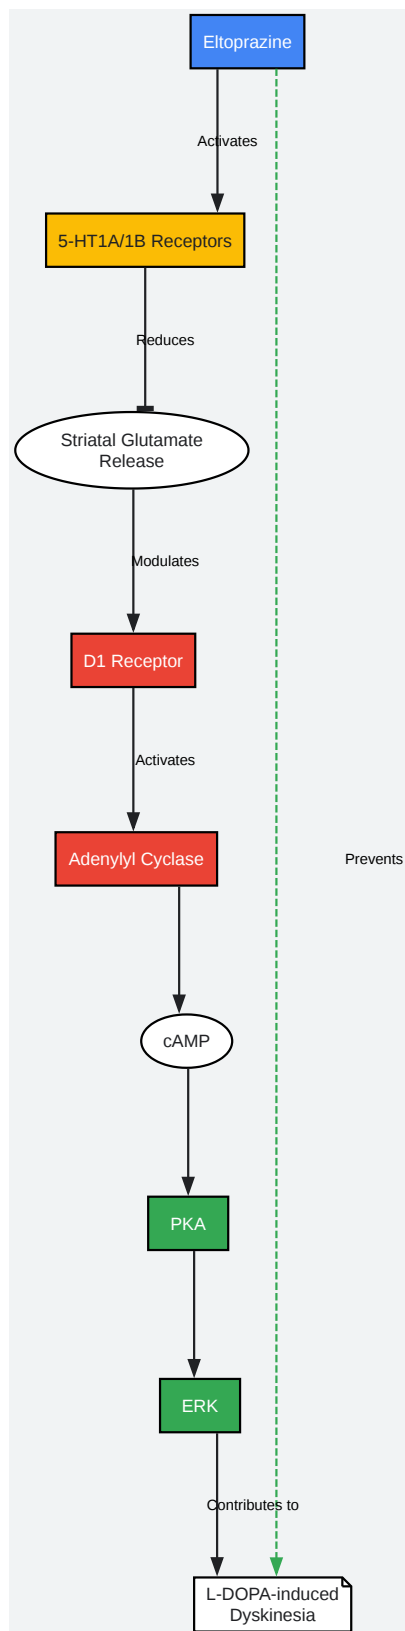 Eltoprazine
Activates
5-HT1A/1B Receptors
Reduces
Striatal Glutamate
Release
Modulates
D1 Receptor
Activates
Adenylyl Cyclase
Prevents
cAMP
PKA
ERK
Contributes to
L-DOPA-induced
Dyskinesia